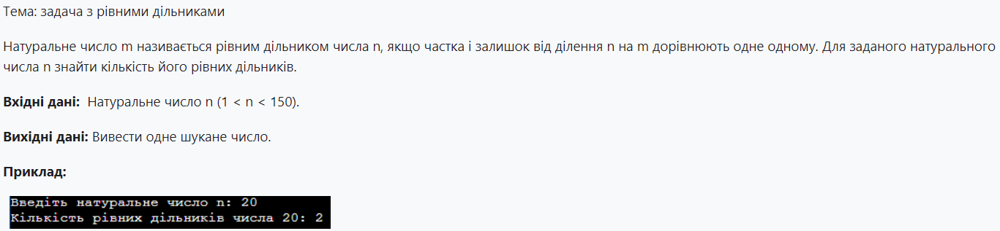 Тема: задача з рівними дільниками
Натуральне число m називається рівним дільником числа n, якщо частка і залишок від ділення n на m дорівнюють одне одному. Для заданого натурального
числа n знайти кількість його рівних дільників.
Вхідні дані: Натуральне число n (1 < n < 150).
Вихідні дані: Вивести одне шукане число.
Приклад:
Введіть натуральне число n: 20
Кількість рівних дільників числа 20: 2